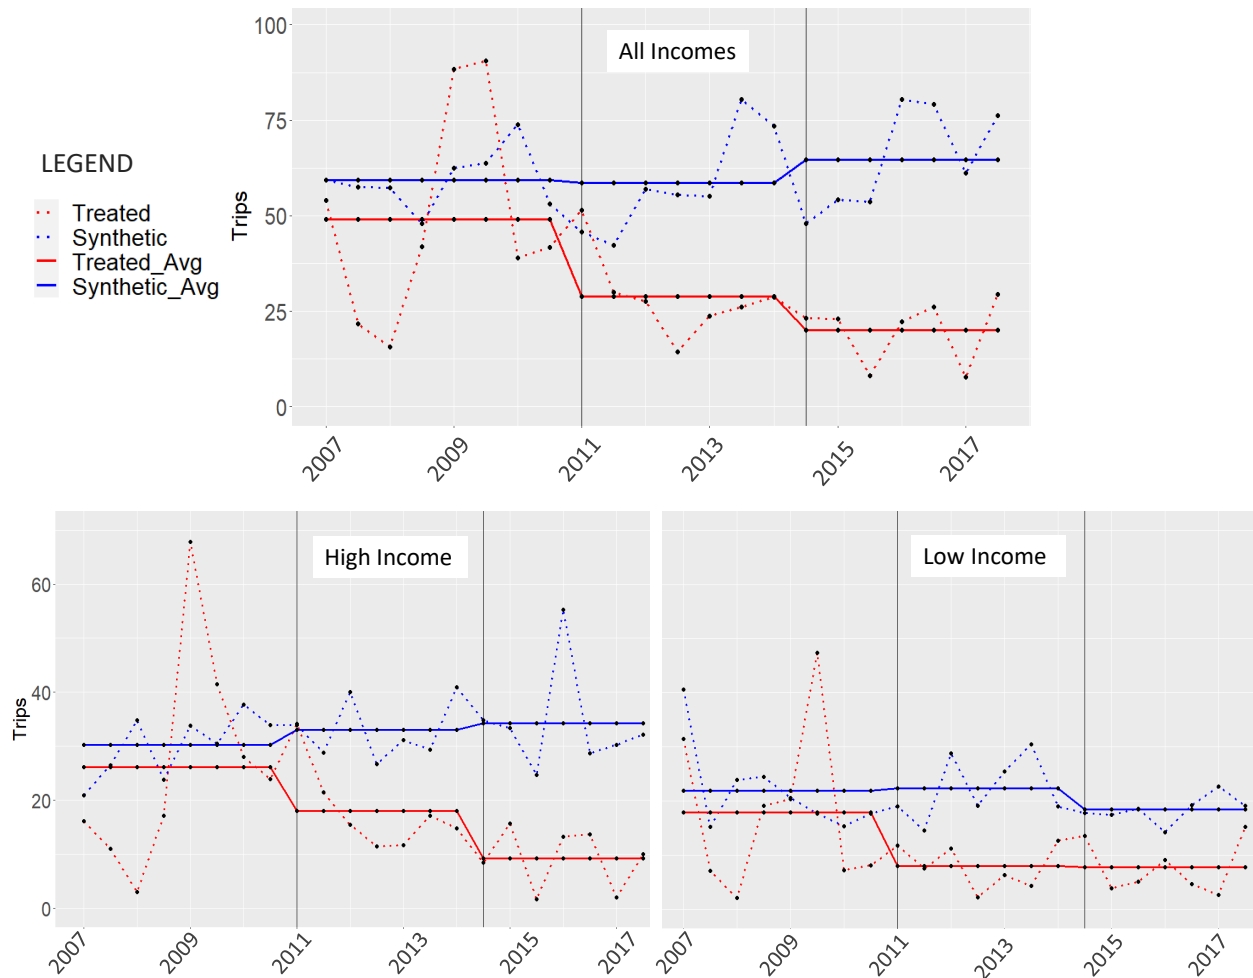 All Incomes
100
75
50
25
0
Trips
2007
2009
2011
2013
2015
2017
LEGEND
Treated
Synthetic
Treated_Avg
Synthetic_Avg
High Income
60
40
20
0
Trips
2007
2009
2011
2013
2015
2017
Low Income
2007
2009
2011
2013
2015
2017